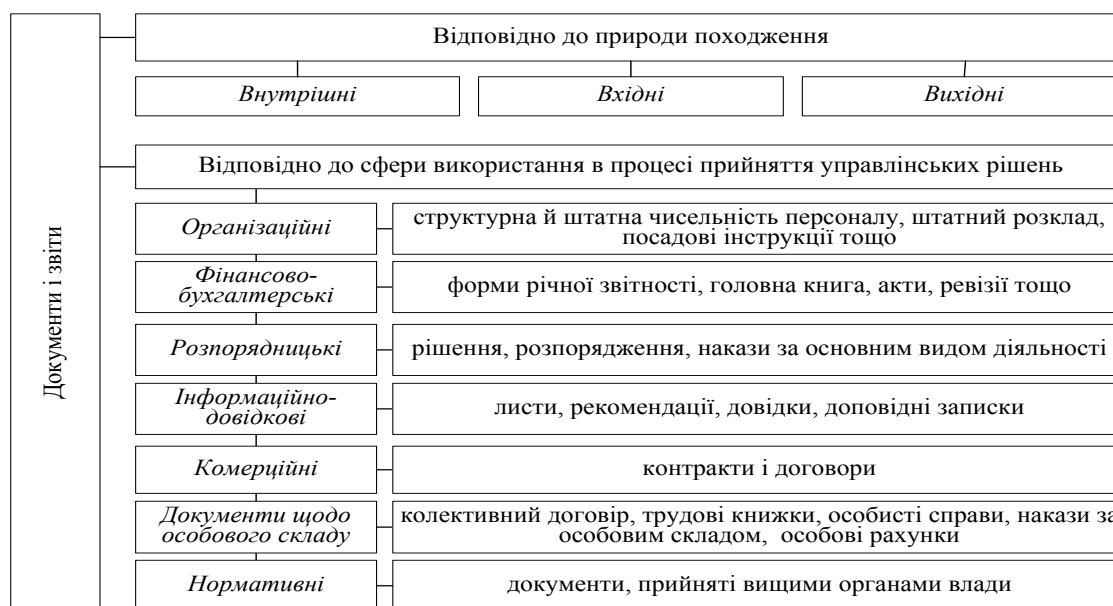 Документи і звіти
Відповідно до природи походження
Внутрішні
Вхідні
Вихідні
Відповідно до сфери використання в процесі прийняття управлінських рішень
Організаційні
структурна й штатна чисельність персоналу, штатний розклад,
посадові інструкції тощо
Фінансово-
бухгалтерські
форми річної звітності, головна книга, акти, ревізії тощо
Розпорядницькі
рішення, розпорядження, накази за основним видом діяльності
Інформаційно-
довідкові
листи, рекомендації, довідки, доповідні записки
Комерційні
контракти і договори
Документи щодо
особового складу
колективний договір, трудові книжки, особисті справи, накази за
особовим складом, особові рахунки
Нормативні
документи, прийняті вищими органами влади